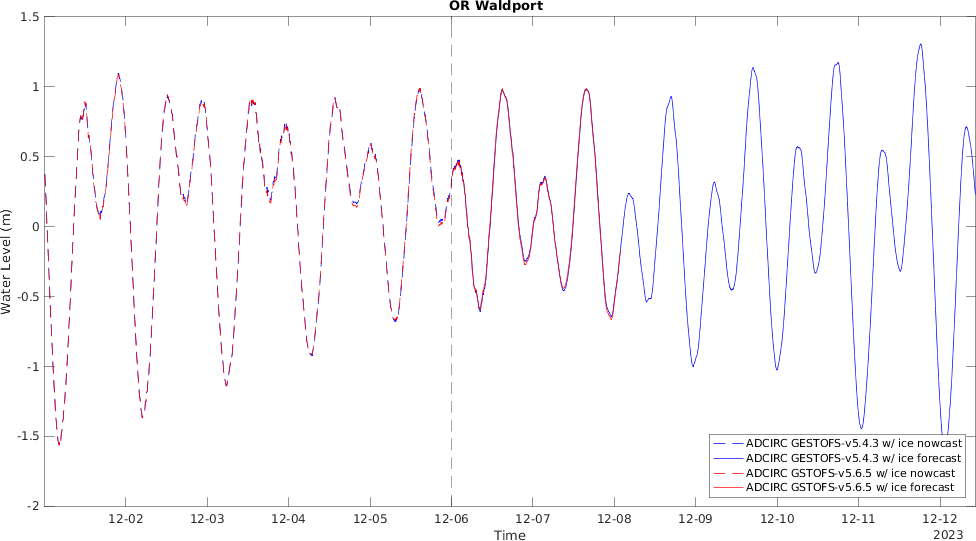 OR Waldport
1.5
1
0.5
0
-0.5
-1
-1.5
-2
Water Level (m)
12-02 12-03 12-04 12-05 12-06 12-07 12-08 12-09 12-10 12-11 12-12
Time
2023
ADCIRC GESTOFS-v5.4.3 w/ ice nowcast
ADCIRC GESTOFS-v5.4.3 w/ ice forecast
ADCIRC GSTOFS-v5.6.5 w/ ice nowcast
ADCIRC GSTOFS-v5.6.5 w/ ice forecast